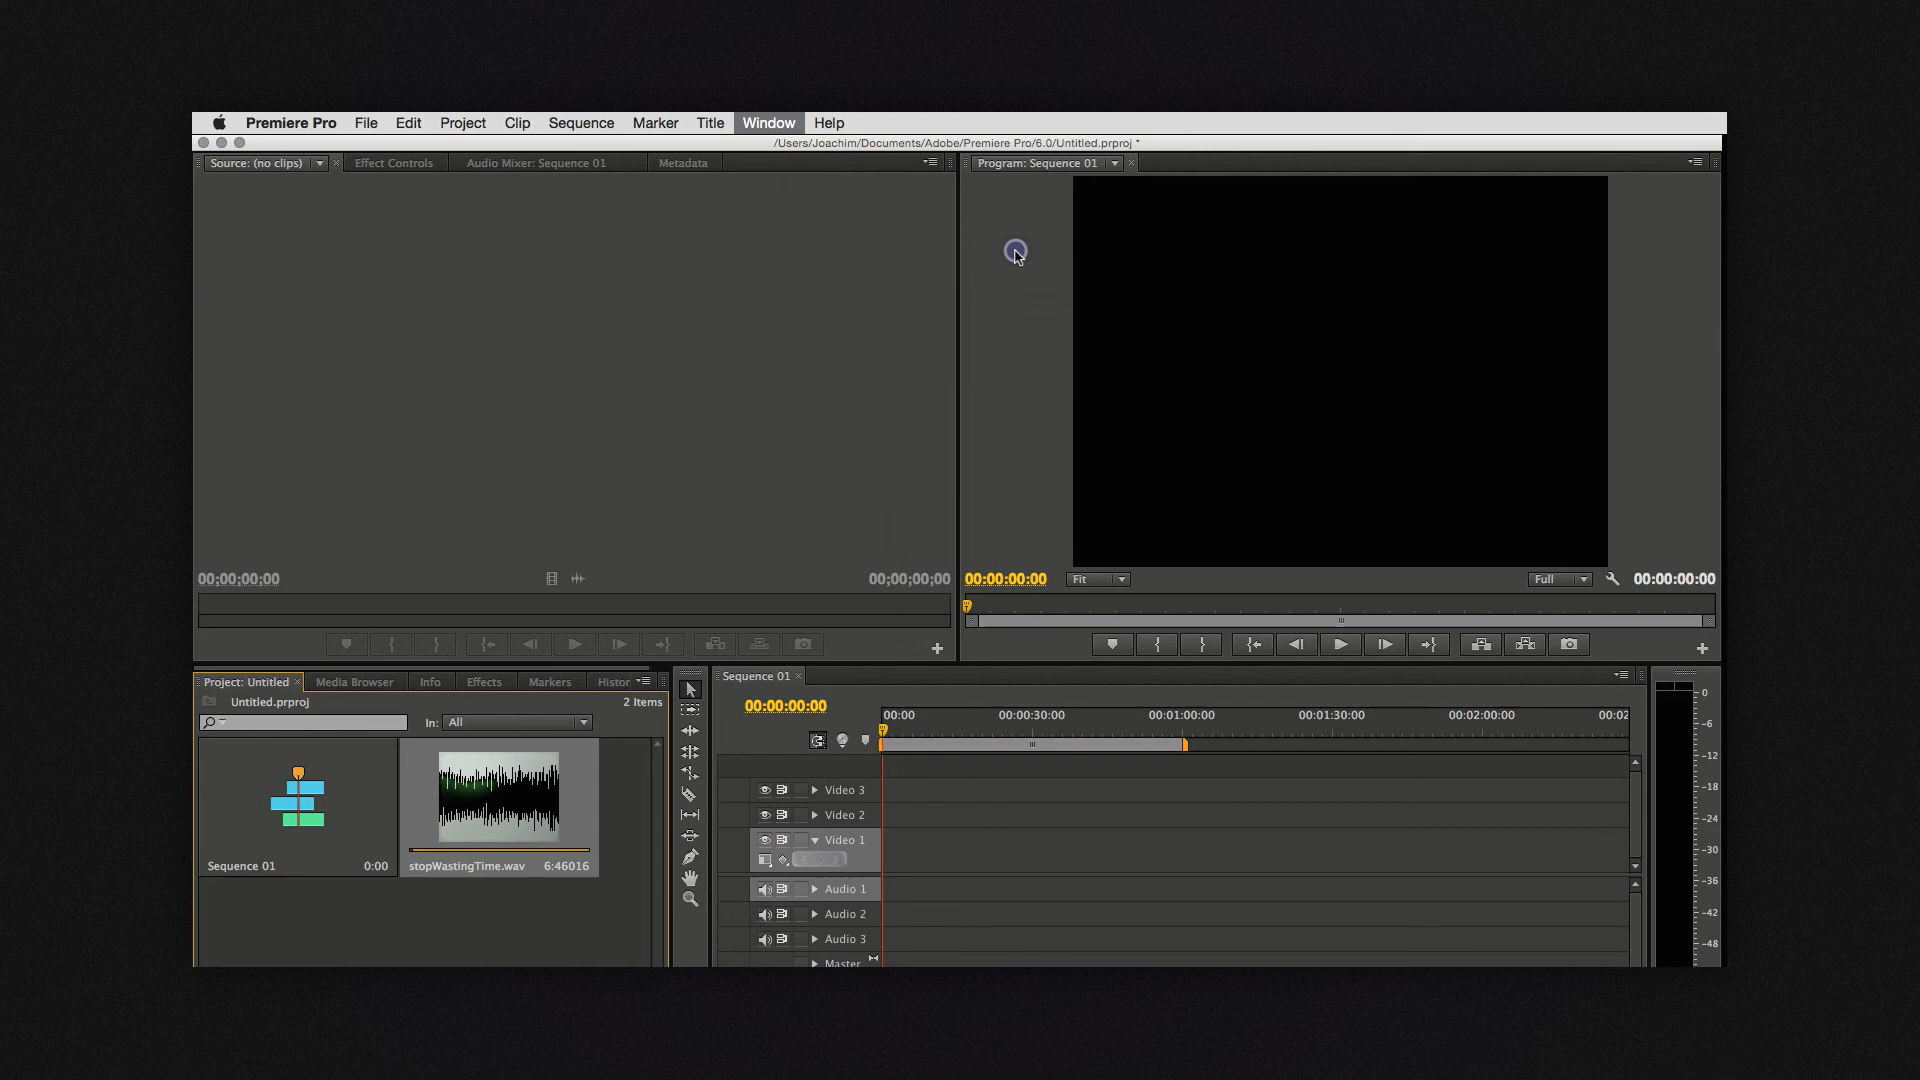 Premiere Pro File Edit Project Clip Sequence Marker Title Window Help
/Users/Joachim/Documents/Adobe/Premiere Pro/6.0/Untitled.prproj *
Source: (no clips) Effect Controls Audio Mixer: Sequence 01 Metadata
Program: Sequence 01
00;00;00;00 00;00;00;00
00:00:00:00 Fit Full 00:00:00:00
Project: Untitled Media Browser Info Effects Markers Histor
Untitled.prproj 2 Items
In: All
Sequence 01 0:00
stopWastingTime.wav 6:46016
Sequence 01
00:00:00:00
00:00 00:00:30:00 00:01:00:00 00:01:30:00 00:02:00:00 00:02
Video 3
Video 2
Video 1
Audio 1
Audio 2
Audio 3
Master
0
-6
-12
-18
-24
-30
-36
-42
-48